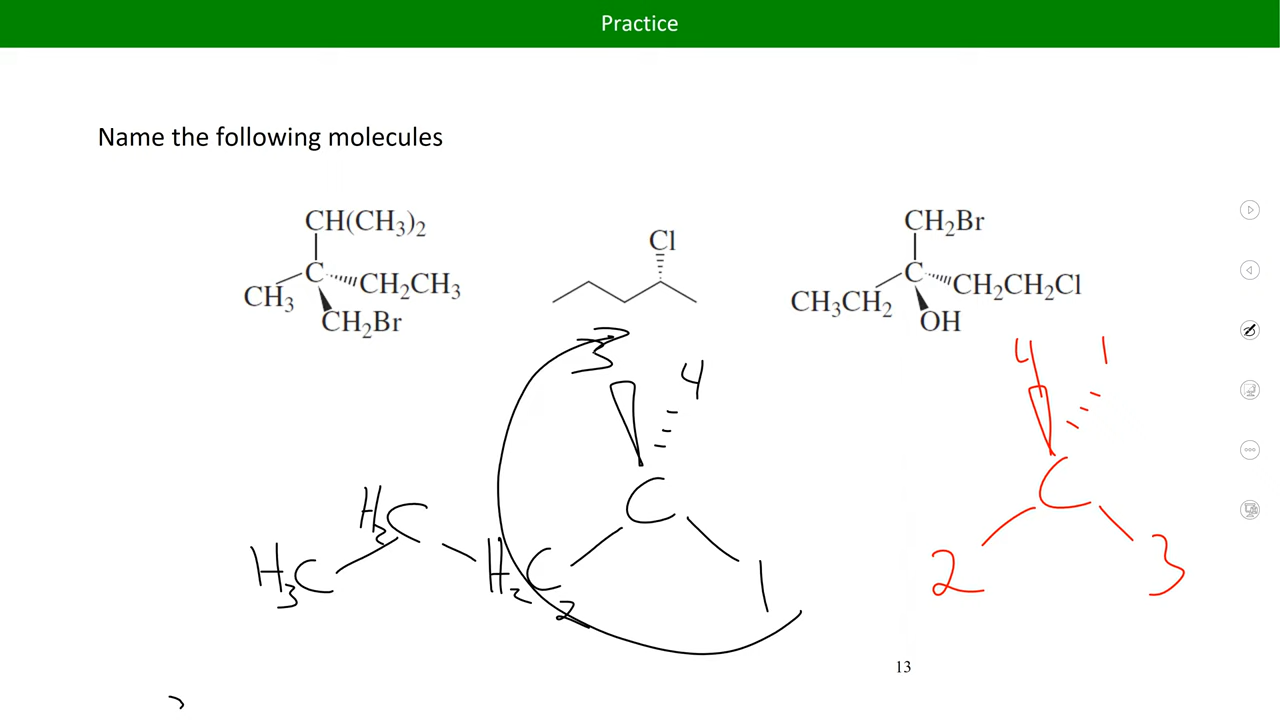 Practice
Name the following molecules
CH(CH₃)₂
C
CH₃
CH₂CH₃
CH₂Br
Cl
CH₂Br
C
CH₃CH₂
CH₂CH₂Cl
OH
3
4
C
H₃C
H₂C
H₂C
2
1
4
1
C
2
3
13